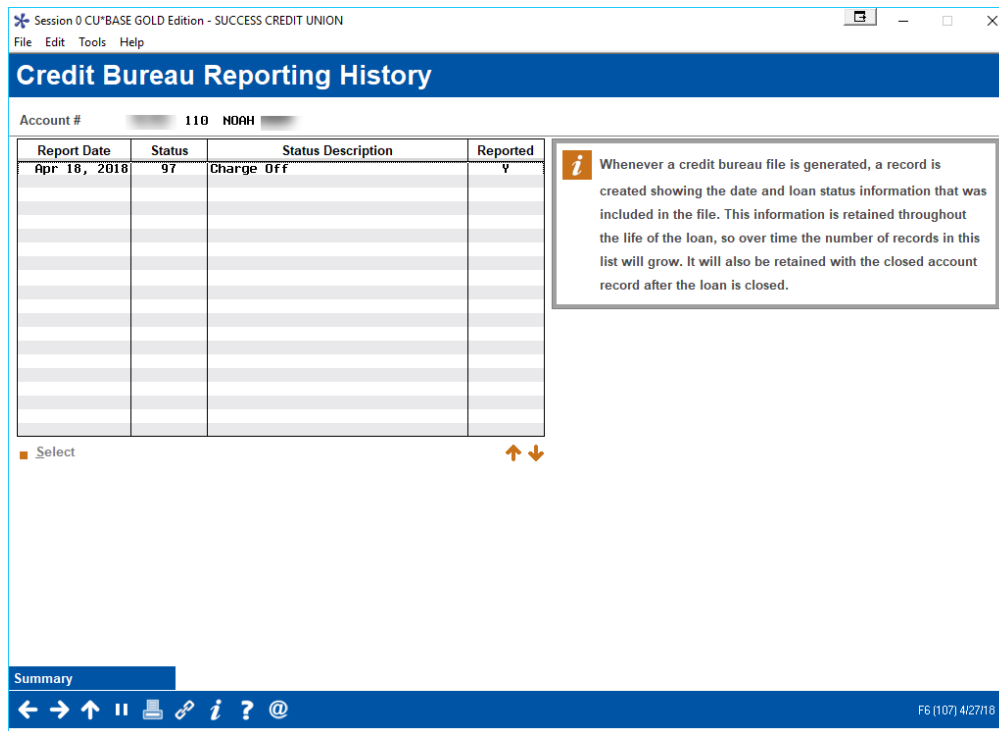 Session 0 CU*BASE GOLD Edition - SUCCESS CREDIT UNION
File Edit Tools Help
Credit Bureau Reporting History
Account # 110 NOAH
Report Date Status Status Description Reported
Apr 18, 2018 97 Charge Off Y
Select
Whenever a credit bureau file is generated, a record is
created showing the date and loan status information that was
included in the file. This information is retained throughout
the life of the loan, so over time the number of records in this
list will grow. It will also be retained with the closed account
record after the loan is closed.
Summary
F6 (107) 4/27/18